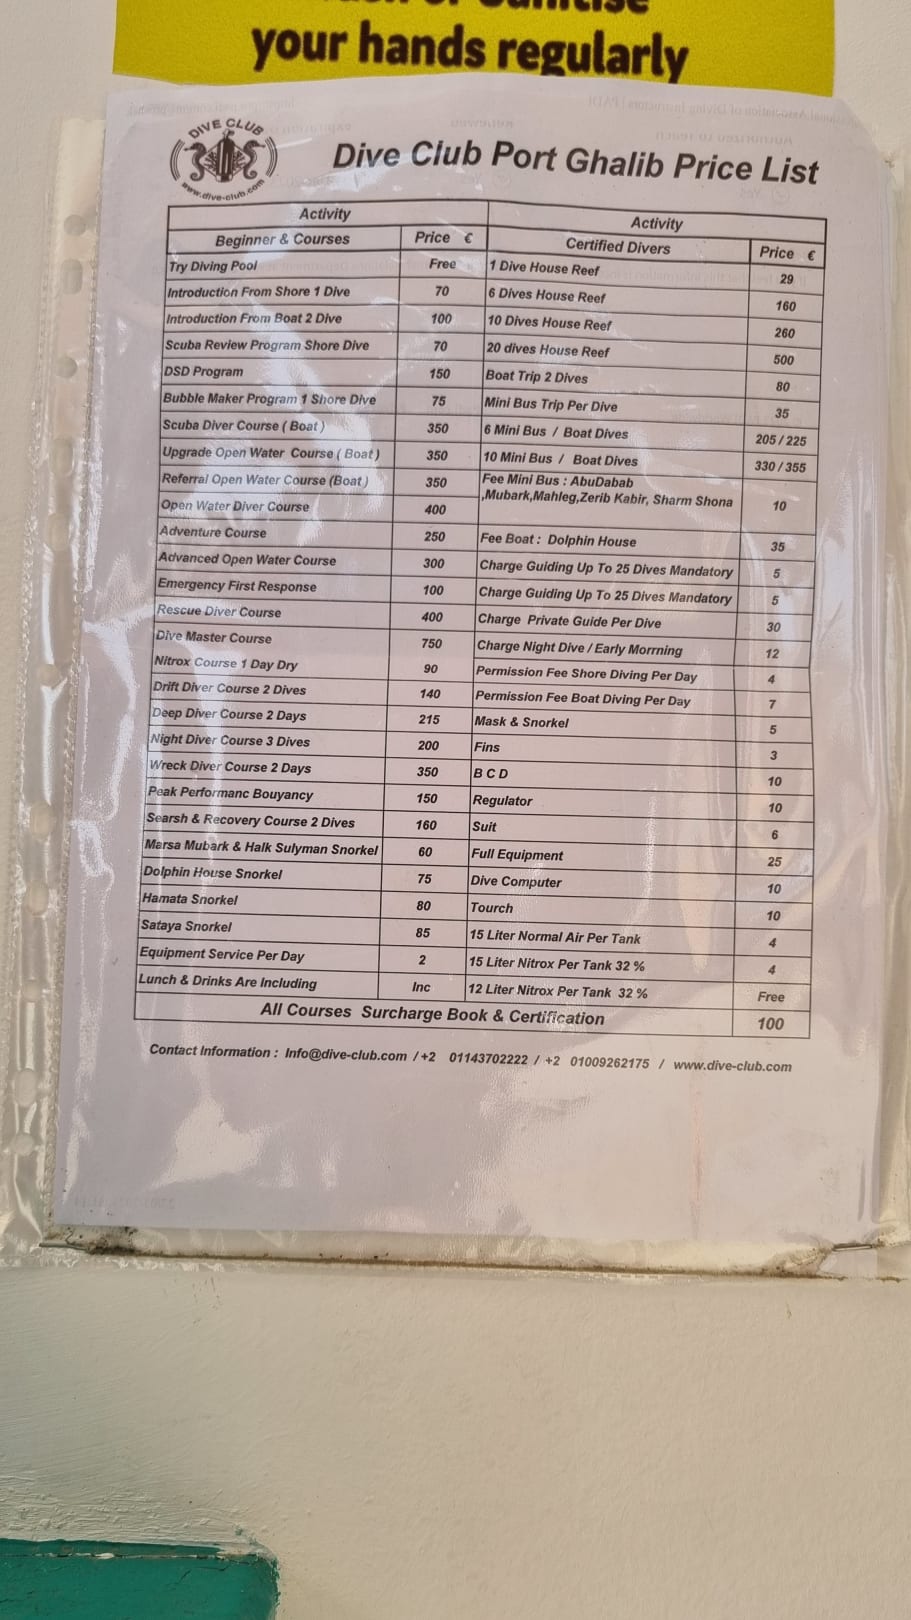 your hands regularly
DIVE CLUB
www.dive-club.com
Dive Club Port Ghalib Price List
Activity Activity
Beginner & Courses Price € Certified Divers Price €
Try Diving Pool Free 1 Dive House Reef 29
Introduction From Shore 1 Dive 70 6 Dives House Reef 160
Introduction From Boat 2 Dive 100 10 Dives House Reef 260
Scuba Review Program Shore Dive 70 20 dives House Reef 500
DSD Program 150 Boat Trip 2 Dives 80
Bubble Maker Program 1 Shore Dive 75 Mini Bus Trip Per Dive 35
Scuba Diver Course ( Boat ) 350 6 Mini Bus / Boat Dives 205 / 225
Upgrade Open Water Course ( Boat ) 350 10 Mini Bus / Boat Dives 330 / 355
Referral Open Water Course (Boat ) 350 Fee Mini Bus : AbuDabab
Open Water Diver Course 400 ,Mubark,Mahleg,Zerib Kabir, Sharm Shona 10
Adventure Course 250 Fee Boat : Dolphin House 35
Advanced Open Water Course 300 Charge Guiding Up To 25 Dives Mandatory 5
Emergency First Response 100 Charge Guiding Up To 25 Dives Mandatory 5
Rescue Diver Course 400 Charge Private Guide Per Dive 30
Dive Master Course 750 Charge Night Dive / Early Morrning 12
Nitrox Course 1 Day Dry 90 Permission Fee Shore Diving Per Day 4
Drift Diver Course 2 Dives 140 Permission Fee Boat Diving Per Day 7
Deep Diver Course 2 Days 215 Mask & Snorkel 5
Night Diver Course 3 Dives 200 Fins 3
Wreck Diver Course 2 Days 350 B C D 10
Peak Performanc Bouyancy 150 Regulator 10
Searsh & Recovery Course 2 Dives 160 Suit 6
Marsa Mubark & Halk Sulyman Snorkel 60 Full Equipment 25
Dolphin House Snorkel 75 Dive Computer 10
Hamata Snorkel 80 Tourch 10
Sataya Snorkel 85 15 Liter Normal Air Per Tank 4
Equipment Service Per Day 2 15 Liter Nitrox Per Tank 32 % 4
Lunch & Drinks Are Including Inc 12 Liter Nitrox Per Tank 32 % Free
All Courses Surcharge Book & Certification 100
Contact Information : Info@dive-club.com / +2 01143702222 / +2 01009262175 / www.dive-club.com